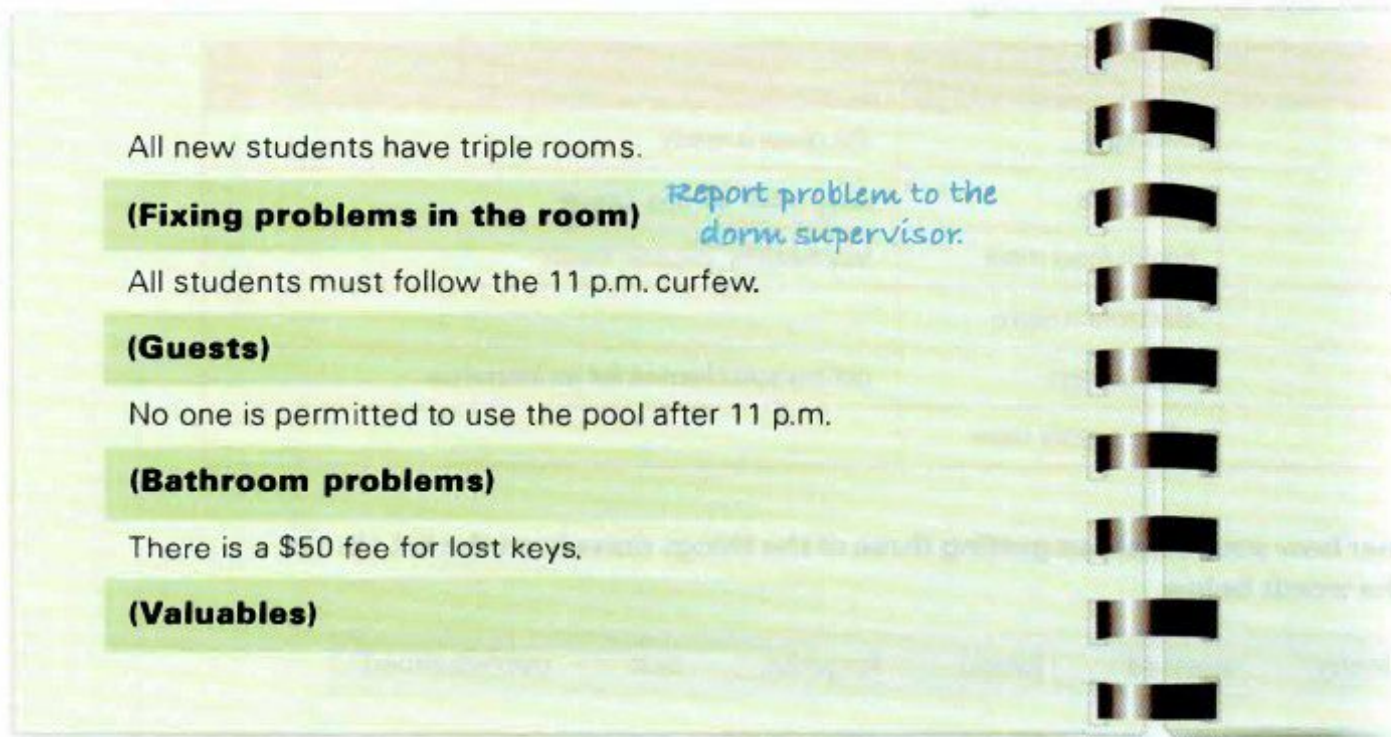 All new students have triple rooms.
(Fixing problems in the room)
Report problem to the
dorm supervisor.
All students must follow the 11 p.m. curfew.
(Guests)
No one is permitted to use the pool after 11 p.m.
(Bathroom problems)
There is a $50 fee for lost keys.
(Valuables)